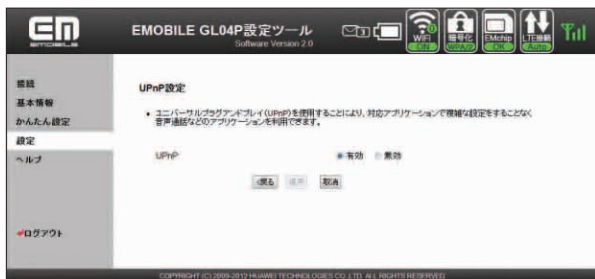 EM
EMOBILE
EMOBILE GL04P設定ツール
Software Version 2.0
WiFi
ON
暗号化
WPA/2
EMchip
OK
LTE接続
Auto
接続
基本情報
かんたん設定
設定
ヘルプ
ログアウト
UPnP設定
• ユニバーサルプラグアンドプレイ(UPnP)を使用することにより、対応アプリケーションで複雑な設定をすることなく
音声通話などのアプリケーションを利用できます。
UPnP: 有効 無効
戻る 適用 取消
COPYRIGHT (C) 2009-2012 HUAWEI TECHNOLOGIES CO., LTD. ALL RIGHTS RESERVED.